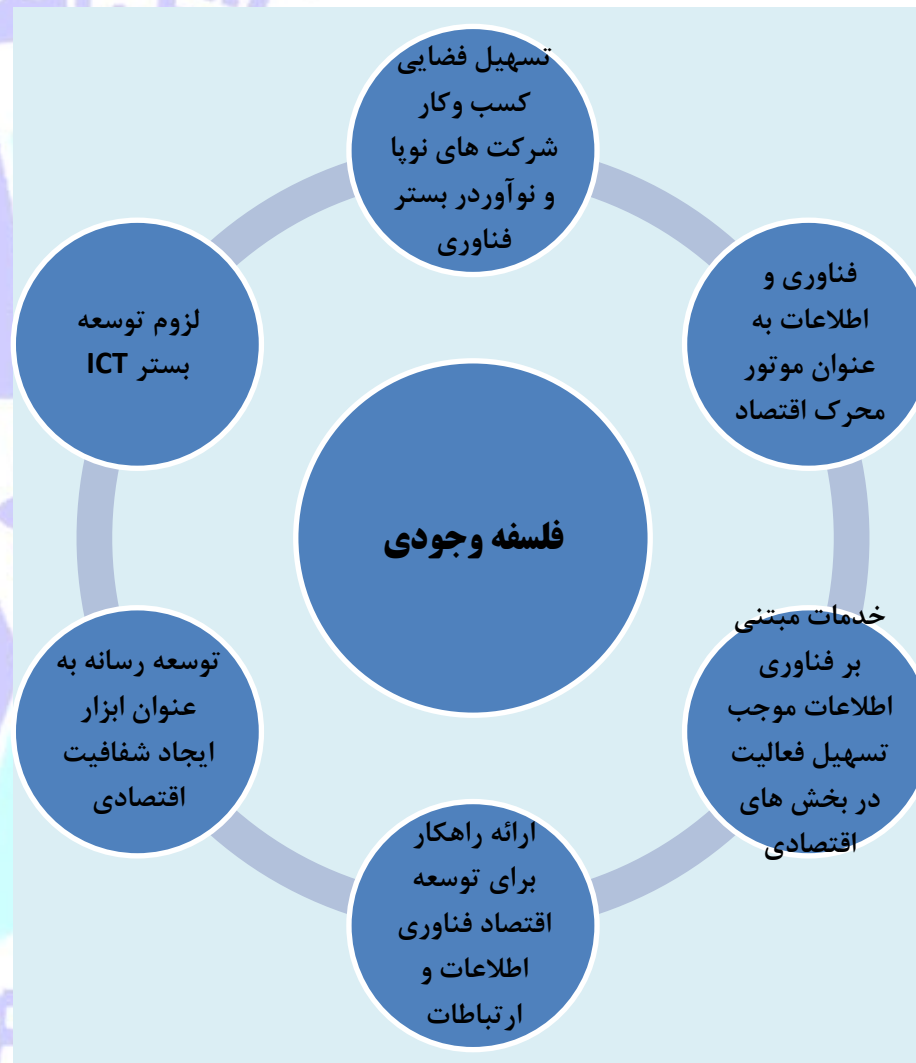 تسهیل فضایی
کسب وکار
شرکت های نوپا
و نوآوردر بستر
فناوری
فناوری و
اطلاعات به
عنوان موتور
محرک اقتصاد
خدمات مبتنی
بر فناوری
اطلاعات موجب
تسهیل فعالیت
در بخش های
اقتصادی
ارائه راهکار
برای توسعه
اقتصاد فناوری
اطلاعات و
ارتباطات
توسعه رسانه به
عنوان ابزار
ایجاد شفافیت
اقتصادی
لزوم توسعه
بستر ICT
فلسفه وجودی